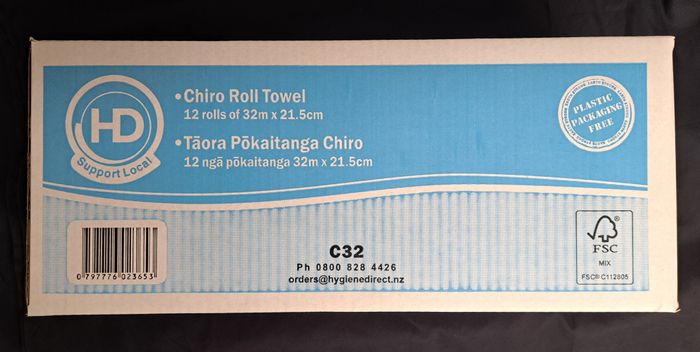 HD
Support Local
•Chiro Roll Towel
12 rolls of 32m x 21.5cm
•Tāora Pōkaitanga Chiro
12 ngā pōkaitanga 32m x 21.5cm
PLASTIC
PACKAGING
FREE
0 797776 023653
C32
Ph 0800 828 4426
orders@hygienedirect.nz
FSC
MIX
FSC® C112805